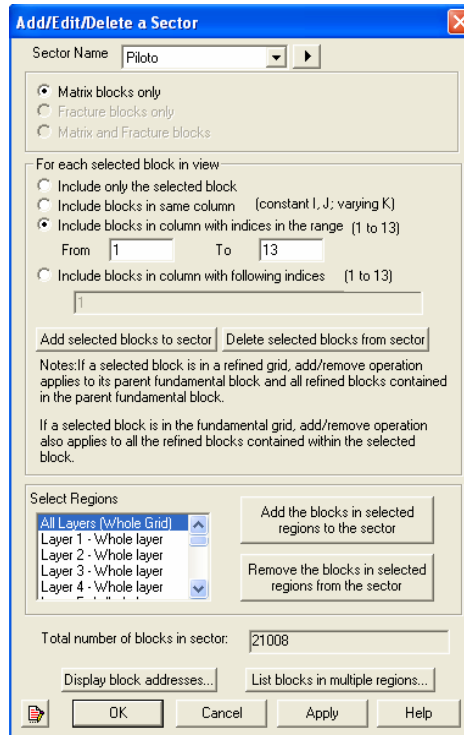 Add/Edit/Delete a Sector
Sector Name Piloto
Matrix blocks only
Fracture blocks only
Matrix and Fracture blocks
For each selected block in view
Include only the selected block
Include blocks in same column (constant I, J; varying K)
Include blocks in column with indices in the range (1 to 13)
From 1 To 13
Include blocks in column with following indices (1 to 13)
1
Add selected blocks to sector Delete selected blocks from sector
Notes:If a selected block is in a refined grid, add/remove operation
applies to its parent fundamental block and all refined blocks contained
in the parent fundamental block.
If a selected block is in the fundamental grid, add/remove operation
also applies to all the refined blocks contained within the selected
block.
Select Regions
All Layers (Whole Grid)
Layer 1 - Whole layer
Layer 2 - Whole layer
Layer 3 - Whole layer
Layer 4 - Whole layer
Add the blocks in selected
regions to the sector
Remove the blocks in selected
regions from the sector
Total number of blocks in sector: 21008
Display block addresses... List blocks in multiple regions...
OK Cancel Apply Help